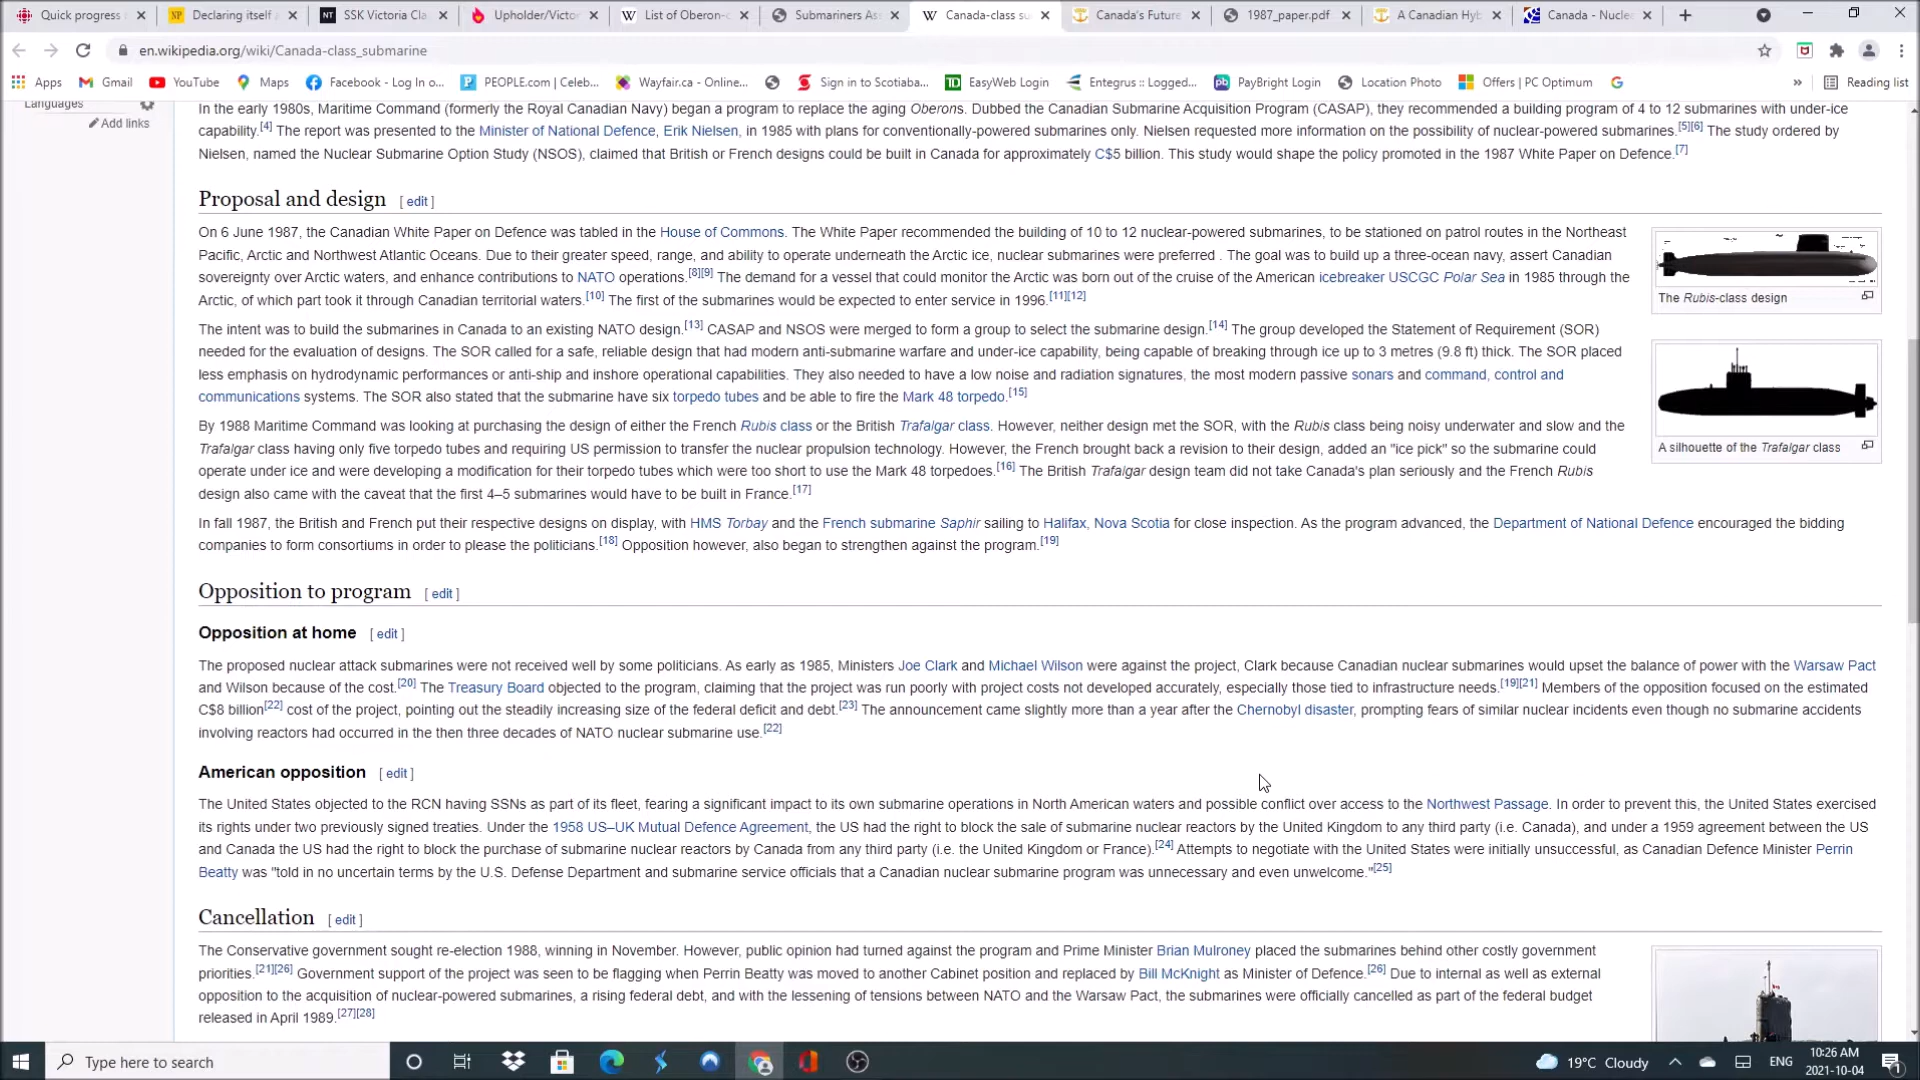 Quick progress
Declaring itself
SSK Victoria Cla
Upholder/Victor
List of Oberon-c
Submariners As
Canada-class su
Canada's Future
1987_paper.pdf
A Canadian Hyb
Canada - Nucle
en.wikipedia.org/wiki/Canada-class_submarine
Apps
Gmail
YouTube
Maps
Facebook - Log In o...
PEOPLE.com | Celeb...
Wayfair.ca - Online...
Sign in to Scotiaba...
EasyWeb Login
Entegrus :: Logged...
PayBright Login
Location Photo
Offers | PC Optimum
»
Reading list
Languages
Add links
In the early 1980s, Maritime Command (formerly the Royal Canadian Navy) began a program to replace the aging Oberons. Dubbed the Canadian Submarine Acquisition Program (CASAP), they recommended a building program of 4 to 12 submarines with under-ice
capability.[4] The report was presented to the Minister of National Defence, Erik Nielsen, in 1985 with plans for conventionally-powered submarines only. Nielsen requested more information on the possibility of nuclear-powered submarines.[5][6] The study ordered by
Nielsen, named the Nuclear Submarine Option Study (NSOS), claimed that British or French designs could be built in Canada for approximately C$5 billion. This study would shape the policy promoted in the 1987 White Paper on Defence.[7]
Proposal and design [ edit ]
On 6 June 1987, the Canadian White Paper on Defence was tabled in the House of Commons. The White Paper recommended the building of 10 to 12 nuclear-powered submarines, to be stationed on patrol routes in the Northeast
Pacific, Arctic and Northwest Atlantic Oceans. Due to their greater speed, range, and ability to operate underneath the Arctic ice, nuclear submarines were preferred . The goal was to build up a three-ocean navy, assert Canadian
sovereignty over Arctic waters, and enhance contributions to NATO operations.[8][9] The demand for a vessel that could monitor the Arctic was born out of the cruise of the American icebreaker USCGC Polar Sea in 1985 through the
Arctic, of which part took it through Canadian territorial waters.[10] The first of the submarines would be expected to enter service in 1996.[11][12]
The Rubis-class design
The intent was to build the submarines in Canada to an existing NATO design.[13] CASAP and NSOS were merged to form a group to select the submarine design.[14] The group developed the Statement of Requirement (SOR)
needed for the evaluation of designs. The SOR called for a safe, reliable design that had modern anti-submarine warfare and under-ice capability, being capable of breaking through ice up to 3 metres (9.8 ft) thick. The SOR placed
less emphasis on hydrodynamic performances or anti-ship and inshore operational capabilities. They also needed to have a low noise and radiation signatures, the most modern passive sonars and command, control and
communications systems. The SOR also stated that the submarine have six torpedo tubes and be able to fire the Mark 48 torpedo.[15]
By 1988 Maritime Command was looking at purchasing the design of either the French Rubis class or the British Trafalgar class. However, neither design met the SOR, with the Rubis class being noisy underwater and slow and the
Trafalgar class having only five torpedo tubes and requiring US permission to transfer the nuclear propulsion technology. However, the French brought back a revision to their design, added an "ice pick" so the submarine could
operate under ice and were developing a modification for their torpedo tubes which were too short to use the Mark 48 torpedoes.[16] The British Trafalgar design team did not take Canada's plan seriously and the French Rubis
design also came with the caveat that the first 4–5 submarines would have to be built in France.[17]
A silhouette of the Trafalgar class
In fall 1987, the British and French put their respective designs on display, with HMS Torbay and the French submarine Saphir sailing to Halifax, Nova Scotia for close inspection. As the program advanced, the Department of National Defence encouraged the bidding
companies to form consortiums in order to please the politicians.[18] Opposition however, also began to strengthen against the program.[19]
Opposition to program [ edit ]
Opposition at home [ edit ]
The proposed nuclear attack submarines were not received well by some politicians. As early as 1985, Ministers Joe Clark and Michael Wilson were against the project, Clark because Canadian nuclear submarines would upset the balance of power with the Warsaw Pact
and Wilson because of the cost.[20] The Treasury Board objected to the program, claiming that the project was run poorly with project costs not developed accurately, especially those tied to infrastructure needs.[19][21] Members of the opposition focused on the estimated
C$8 billion[22] cost of the project, pointing out the steadily increasing size of the federal deficit and debt.[23] The announcement came slightly more than a year after the Chernobyl disaster, prompting fears of similar nuclear incidents even though no submarine accidents
involving reactors had occurred in the then three decades of NATO nuclear submarine use.[22]
American opposition [ edit ]
The United States objected to the RCN having SSNs as part of its fleet, fearing a significant impact to its own submarine operations in North American waters and possible conflict over access to the Northwest Passage. In order to prevent this, the United States exercised
its rights under two previously signed treaties. Under the 1958 US–UK Mutual Defence Agreement, the US had the right to block the sale of submarine nuclear reactors by the United Kingdom to any third party (i.e. Canada), and under a 1959 agreement between the US
and Canada the US had the right to block the purchase of submarine nuclear reactors by Canada from any third party (i.e. the United Kingdom or France).[24] Attempts to negotiate with the United States were initially unsuccessful, as Canadian Defence Minister Perrin
Beatty was "told in no uncertain terms by the U.S. Defense Department and submarine service officials that a Canadian nuclear submarine program was unnecessary and even unwelcome."[25]
Cancellation [ edit ]
The Conservative government sought re-election 1988, winning in November. However, public opinion had turned against the program and Prime Minister Brian Mulroney placed the submarines behind other costly government
priorities.[21][26] Government support of the project was seen to be flagging when Perrin Beatty was moved to another Cabinet position and replaced by Bill McKnight as Minister of Defence.[26] Due to internal as well as external
opposition to the acquisition of nuclear-powered submarines, a rising federal debt, and with the lessening of tensions between NATO and the Warsaw Pact, the submarines were officially cancelled as part of the federal budget
released in April 1989.[27][28]
Type here to search
19°C Cloudy
ENG
10:26 AM
2021-10-04
1